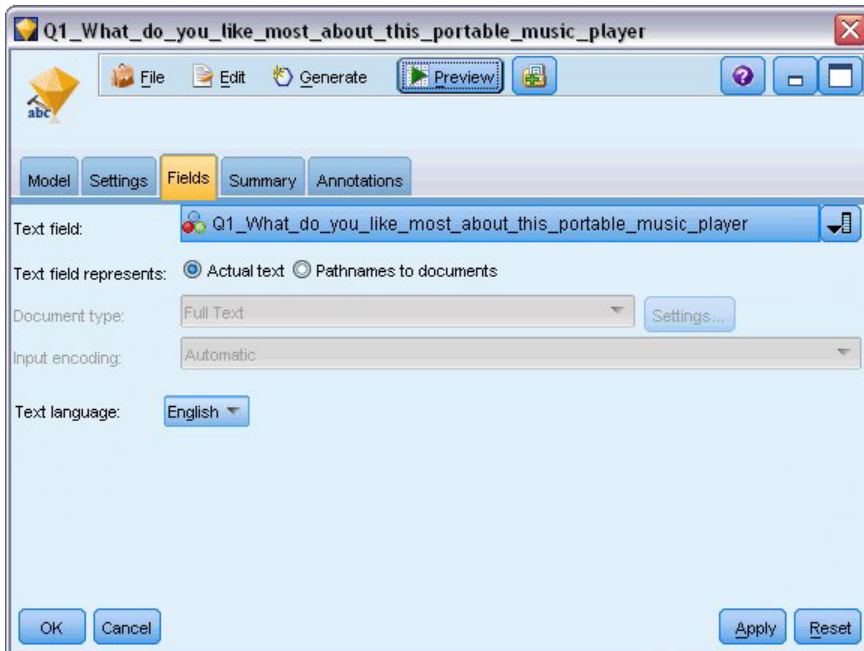 Q1_What_do_you_like_most_about_this_portable_music_player
File Edit Generate Preview
abc
Model Settings Fields Summary Annotations
Text field: Q1_What_do_you_like_most_about_this_portable_music_player
Text field represents: Actual text Pathnames to documents
Document type: Full Text Settings...
Input encoding: Automatic
Text language: English
OK Cancel Apply Reset